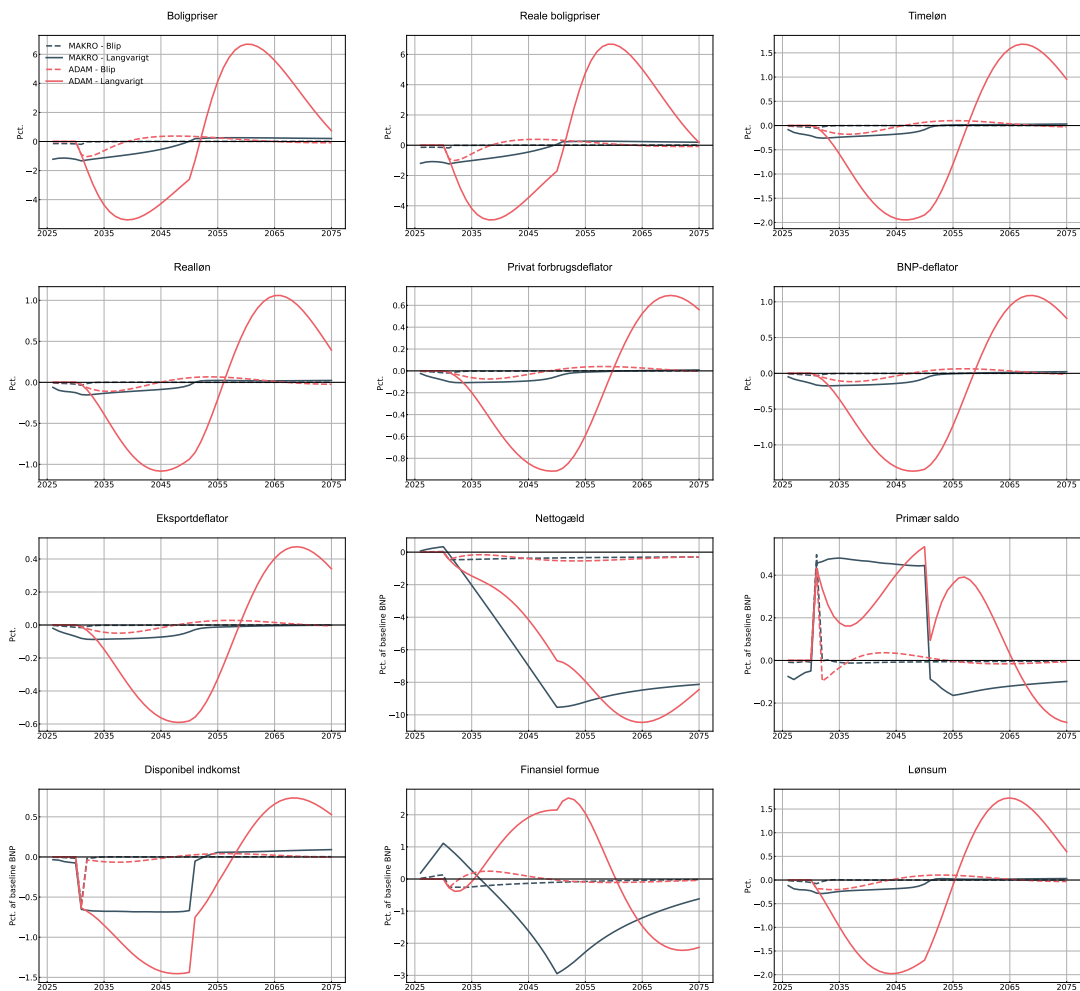 Boligpriser
Pct.
6
4
2
0
−2
−4
2025 2035 2045 2055 2065 2075
MAKRO - Blip
MAKRO - Langvarigt
ADAM - Blip
ADAM - Langvarigt
Reale boligpriser
Pct.
6
4
2
0
−2
−4
2025 2035 2045 2055 2065 2075
Timeløn
Pct.
1.5
1.0
0.5
0.0
−0.5
−1.0
−1.5
−2.0
2025 2035 2045 2055 2065 2075
Realløn
Pct.
1.0
0.5
0.0
−0.5
−1.0
2025 2035 2045 2055 2065 2075
Privat forbrugsdeflator
Pct.
0.6
0.4
0.2
0.0
−0.2
−0.4
−0.6
−0.8
2025 2035 2045 2055 2065 2075
BNP-deflator
Pct.
1.0
0.5
0.0
−0.5
−1.0
2025 2035 2045 2055 2065 2075
Eksportdeflator
Pct.
0.4
0.2
0.0
−0.2
−0.4
−0.6
2025 2035 2045 2055 2065 2075
Nettogæld
Pct. af baseline BNP
0
−2
−4
−6
−8
−10
2025 2035 2045 2055 2065 2075
Primær saldo
Pct. af baseline BNP
0.4
0.2
0.0
−0.2
2025 2035 2045 2055 2065 2075
Disponibel indkomst
Pct. af baseline BNP
0.5
0.0
−0.5
−1.0
−1.5
2025 2035 2045 2055 2065 2075
Finansiel formue
Pct. af baseline BNP
2
1
0
−1
−2
−3
2025 2035 2045 2055 2065 2075
Lønsum
Pct.
1.5
1.0
0.5
0.0
−0.5
−1.0
−1.5
−2.0
2025 2035 2045 2055 2065 2075